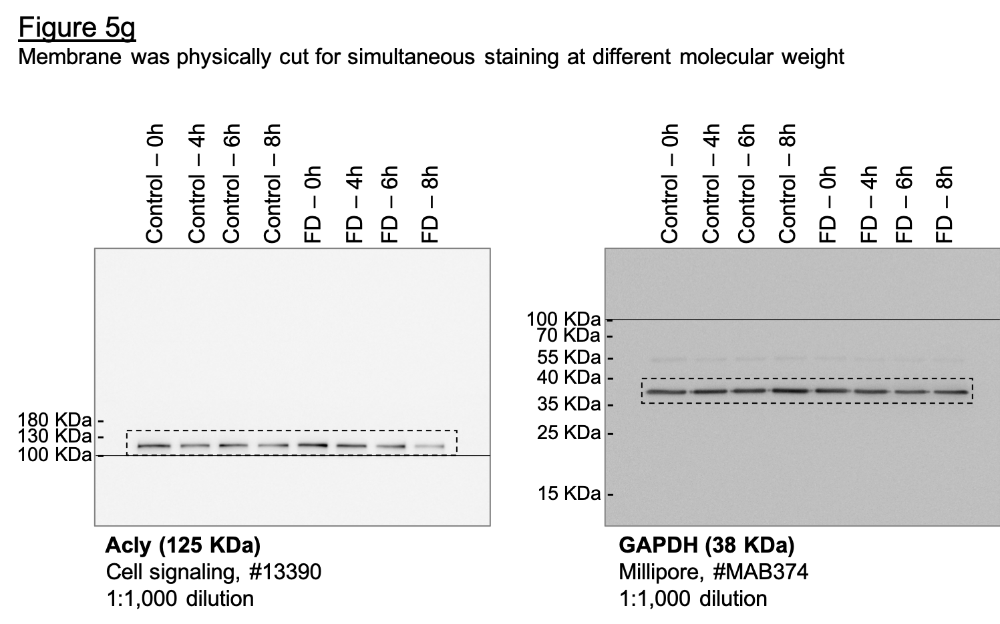 Figure 5g
Membrane was physically cut for simultaneous staining at different molecular weight
Control – 0h
Control – 4h
Control – 6h
Control – 8h
FD – 0h
FD – 4h
FD – 6h
FD – 8h
180 KDa -
130 KDa -
100 KDa -
Acly (125 KDa)
Cell signaling, #13390
1:1,000 dilution
Control – 0h
Control – 4h
Control – 6h
Control – 8h
FD – 0h
FD – 4h
FD – 6h
FD – 8h
100 KDa -
70 KDa -
55 KDa -
40 KDa -
35 KDa -
25 KDa -
15 KDa -
GAPDH (38 KDa)
Millipore, #MAB374
1:1,000 dilution